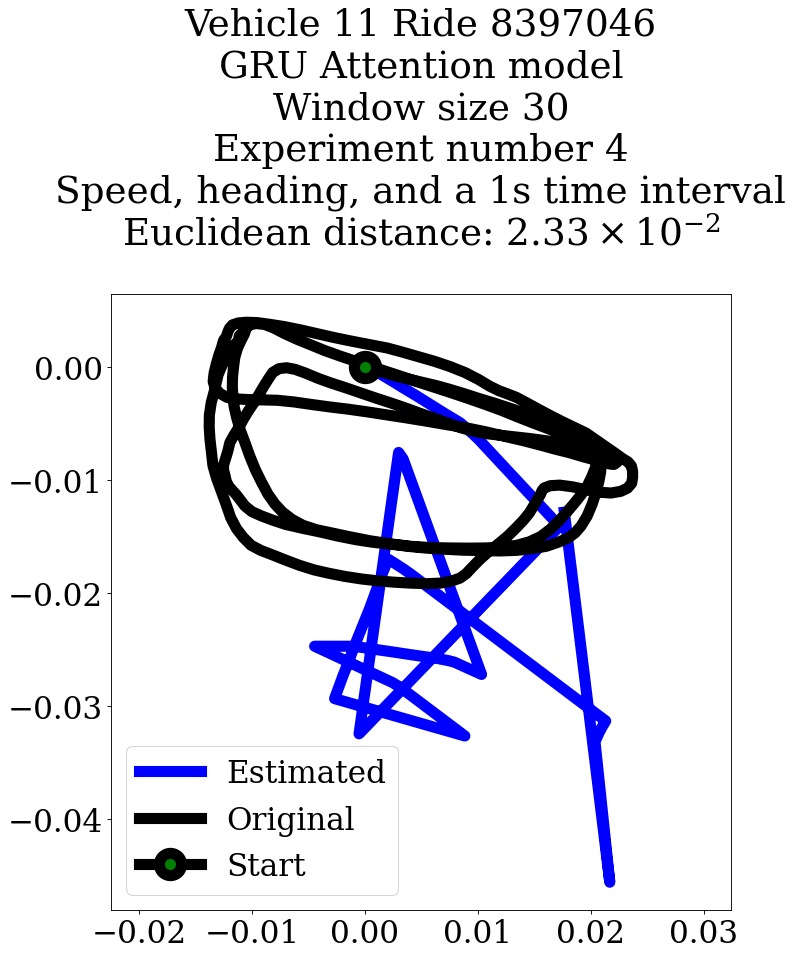 Vehicle 11 Ride 8397046
GRU Attention model
Window size 30
Experiment number 4
Speed, heading, and a 1s time interval
Euclidean distance: 2.33 × 10⁻²
0.00
−0.01
−0.02
−0.03
−0.04
Estimated
Original
Start
−0.02 −0.01 0.00 0.01 0.02 0.03